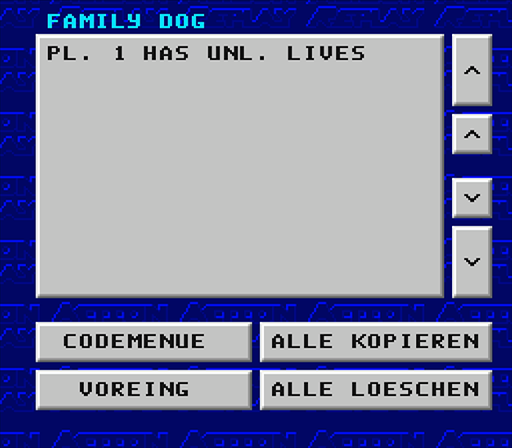 FAMILY DOG
PL. 1 HAS UNL. LIVES
CODEMENUE
ALLE KOPIEREN
VOREING
ALLE LOESCHEN